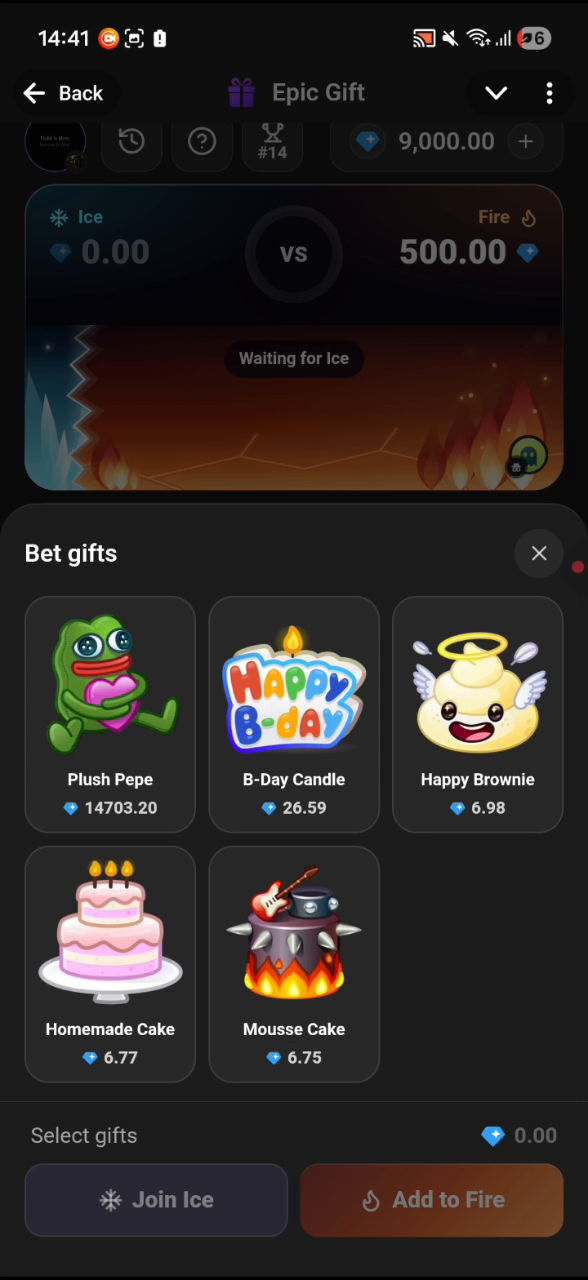 14:41
6
Back
Epic Gift
#14
9,000.00 +
Ice
Fire
0.00
VS
500.00
Waiting for Ice
Bet gifts
HAPPY
B-DAY
Plush Pepe
B-Day Candle
Happy Brownie
14703.20
26.59
6.98
Homemade Cake
Mousse Cake
6.77
6.75
Select gifts
0.00
Join Ice
Add to Fire